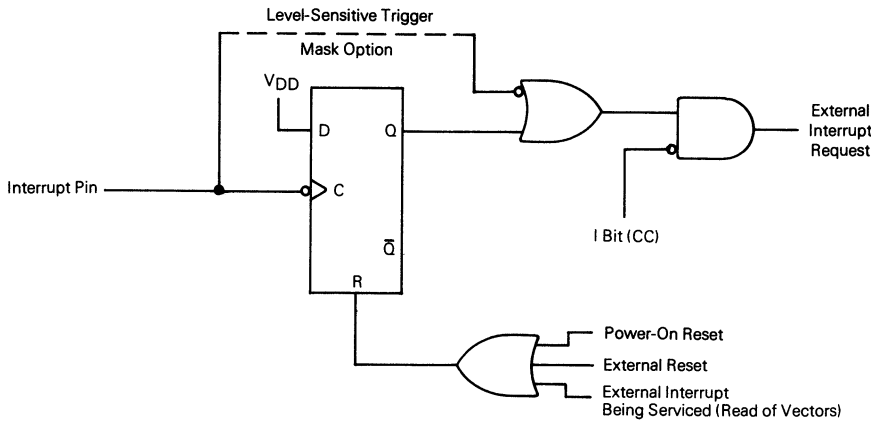 Level-Sensitive Trigger
Mask Option
VDD
D
Q
External
Interrupt
Request
Interrupt Pin
C
I Bit (CC)
Q̅
R
Power-On Reset
External Reset
External Interrupt
Being Serviced (Read of Vectors)